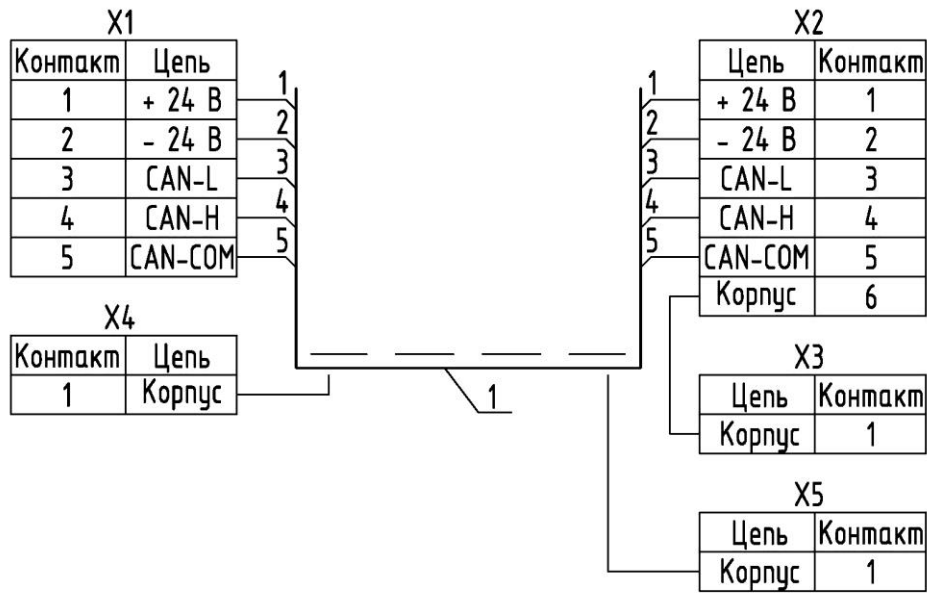 X1
Контакт Цепь
1 + 24 В
2 - 24 В
3 CAN-L
4 CAN-H
5 CAN-COM
1
2
3
4
5
X4
Контакт Цепь
1 Корпус
1
X2
Цепь Контакт
+ 24 В 1
- 24 В 2
CAN-L 3
CAN-H 4
CAN-COM 5
Корпус 6
1
2
3
4
5
X3
Цепь Контакт
Корпус 1
X5
Цепь Контакт
Корпус 1